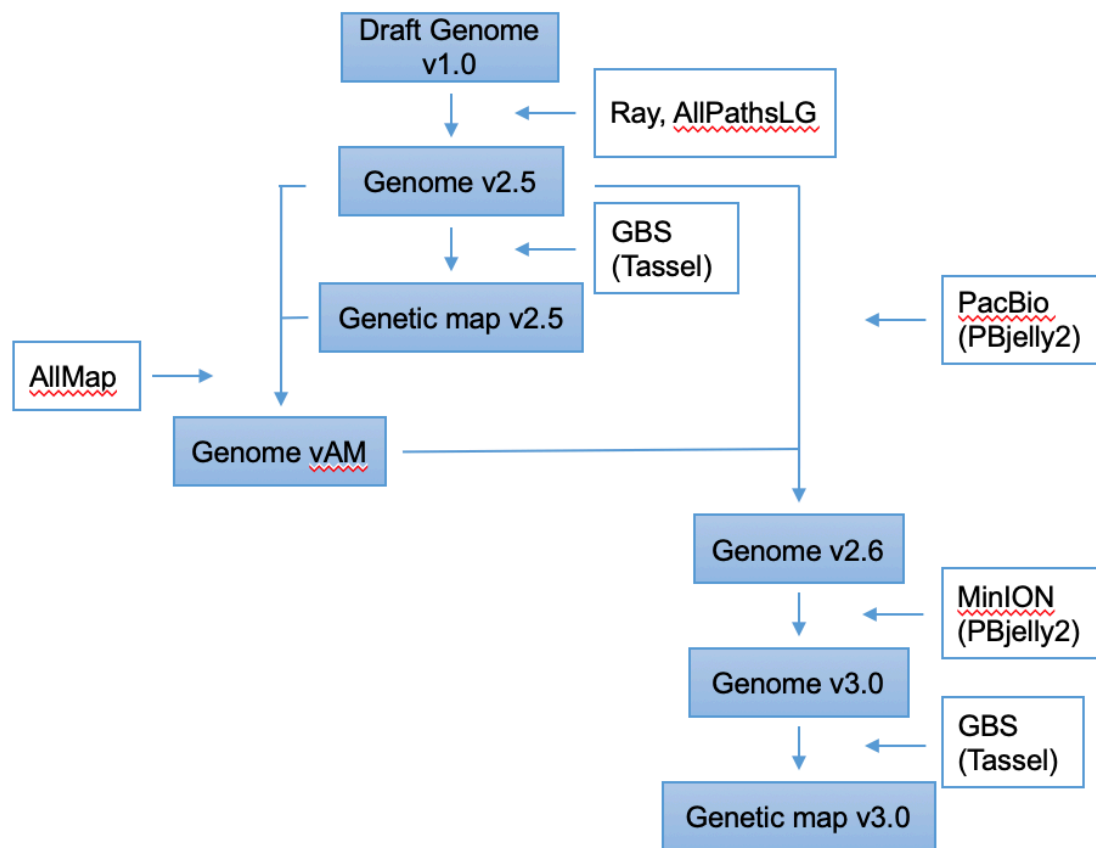 Draft Genome
v1.0
Ray, AllPathsLG
Genome v2.5
GBS
(Tassel)
Genetic map v2.5
PacBio
(PBjelly2)
AllMap
Genome vAM
Genome v2.6
MinION
(PBjelly2)
Genome v3.0
GBS
(Tassel)
Genetic map v3.0